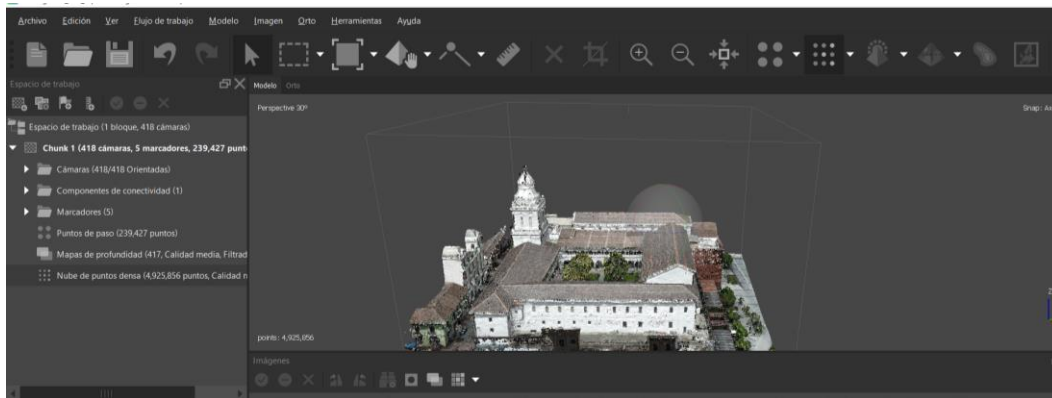 Archivo Edición Ver Flujo de trabajo Modelo Imagen Orto Herramientas Ayuda
Espacio de trabajo
Modelo Orto
Perspective 30°
Snap:
Espacio de trabajo (1 bloque, 418 cámaras)
Chunk 1 (418 cámaras, 5 marcadores, 239,427 punt
Cámaras (418/418 Orientadas)
Componentes de conectividad (1)
Marcadores (5)
Puntos de paso (239,427 puntos)
Mapas de profundidad (417, Calidad media, Filtrad
Nube de puntos densa (4,925,856 puntos, Calidad
points: 4,925,856
Imágenes